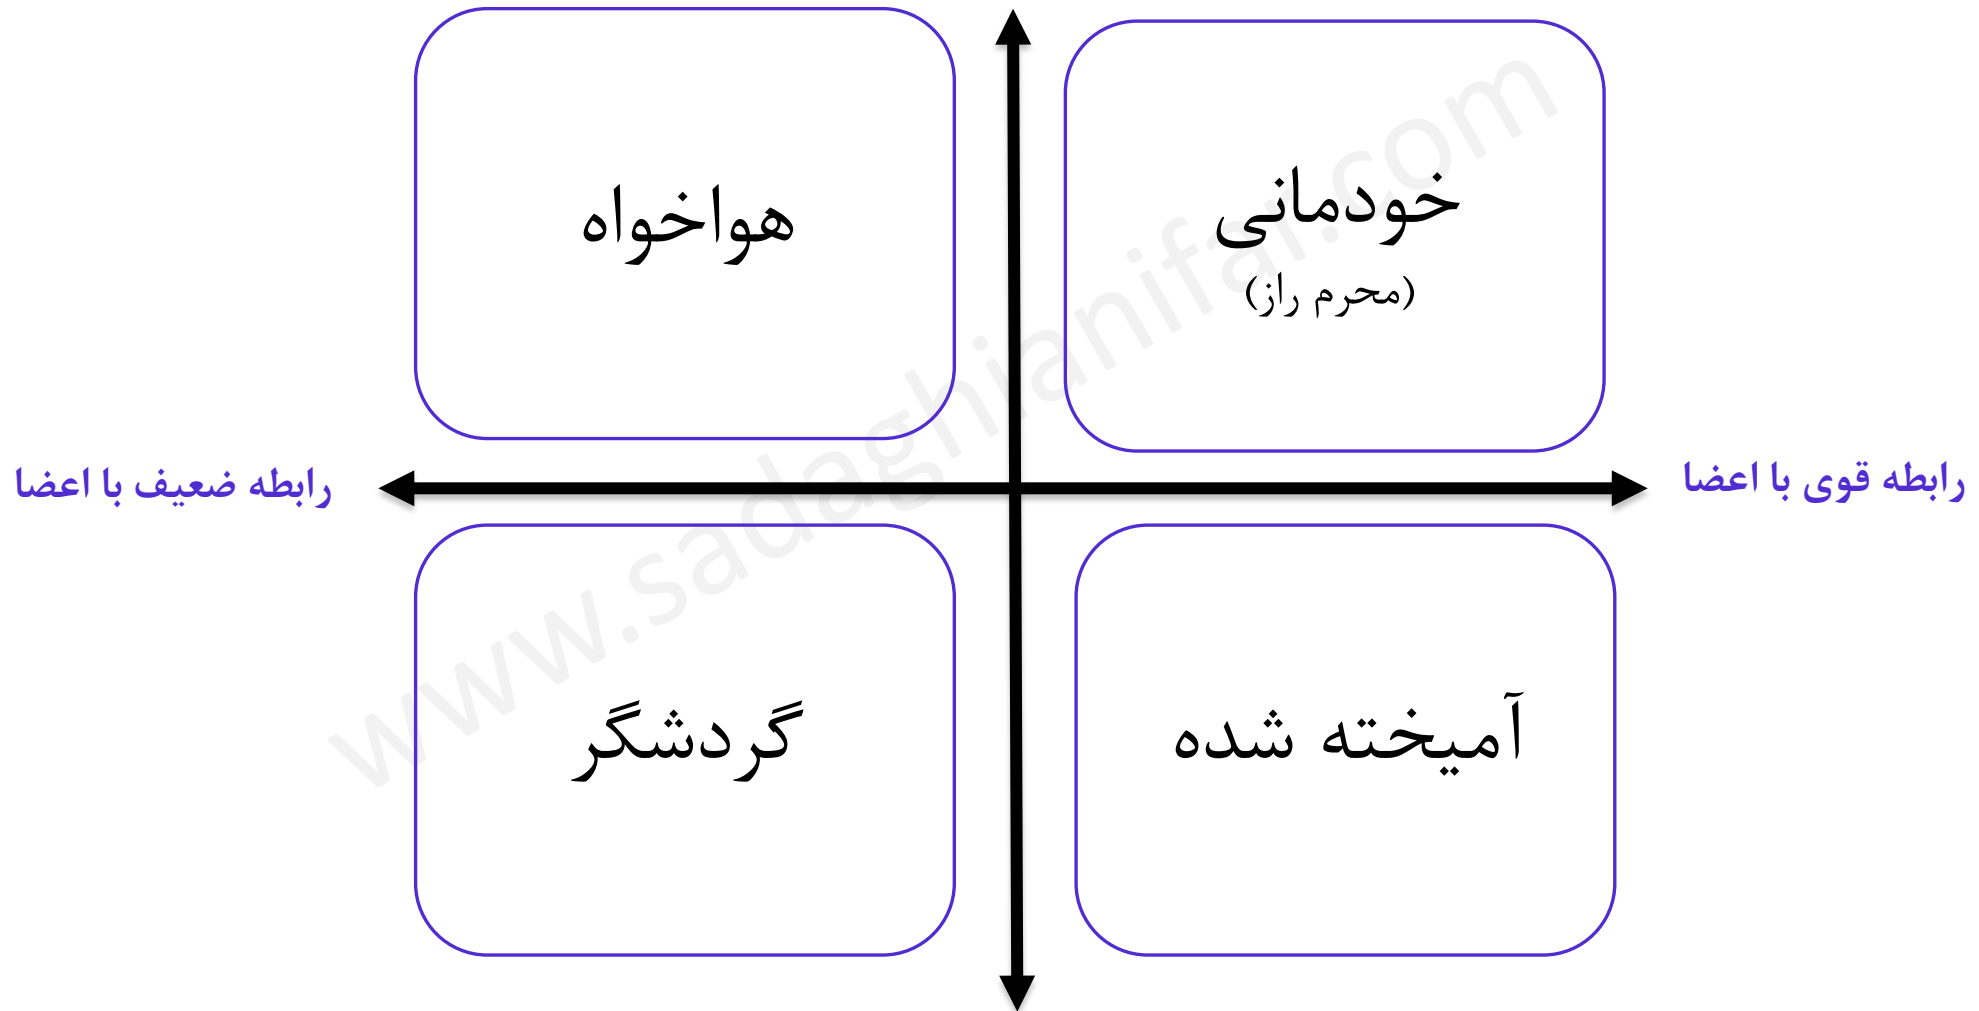 خودمانی
(محرم راز)
هواخواه
رابطه قوی با اعضا
رابطه ضعیف با اعضا
آمیخته شده
گردشگر
www.sadaghianifar.com